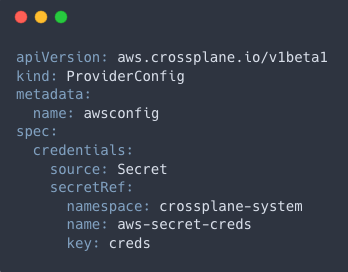 apiVersion: aws.crossplane.io/v1beta1
kind: ProviderConfig
metadata:
  name: awsconfig
spec:
  credentials:
    source: Secret
    secretRef:
      namespace: crossplane-system
      name: aws-secret-creds
      key: creds